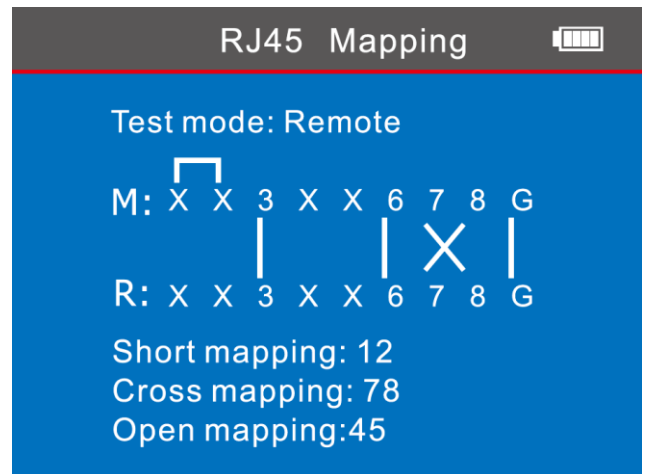 RJ45 Mapping
Test mode: Remote
M: X X 3 X X 6 7 8 G
R: X X 3 X X 6 7 8 G
Short mapping: 12
Cross mapping: 78
Open mapping:45